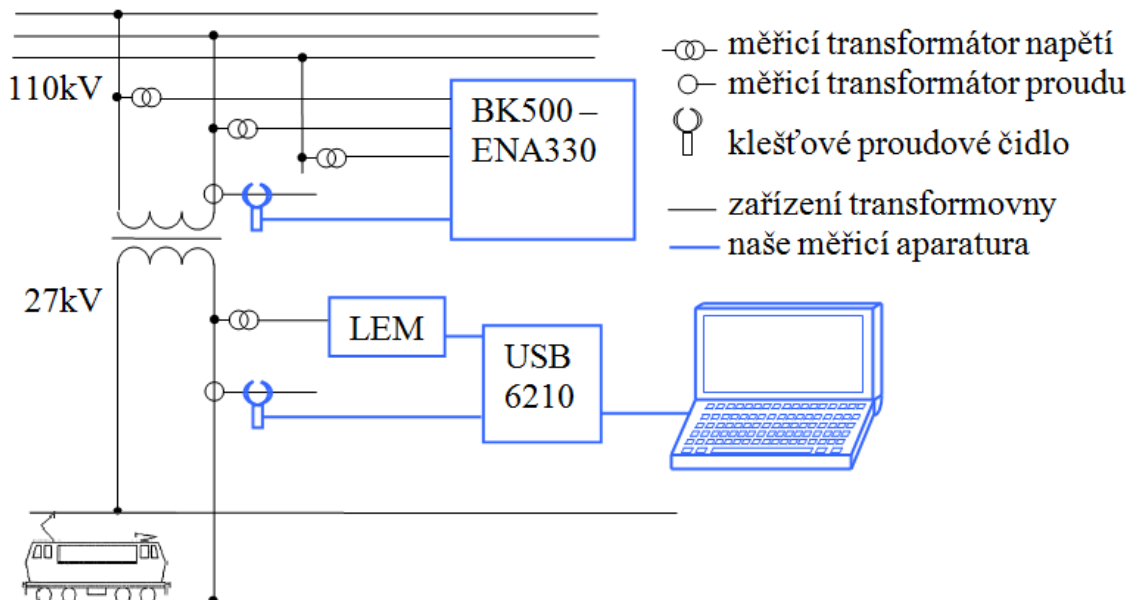 110kV
BK500 –
ENA330
27kV
LEM
USB
6210
měřicí transformátor napětí
měřicí transformátor proudu
klešťové proudové čidlo
zařízení transformovny
naše měřicí aparatura